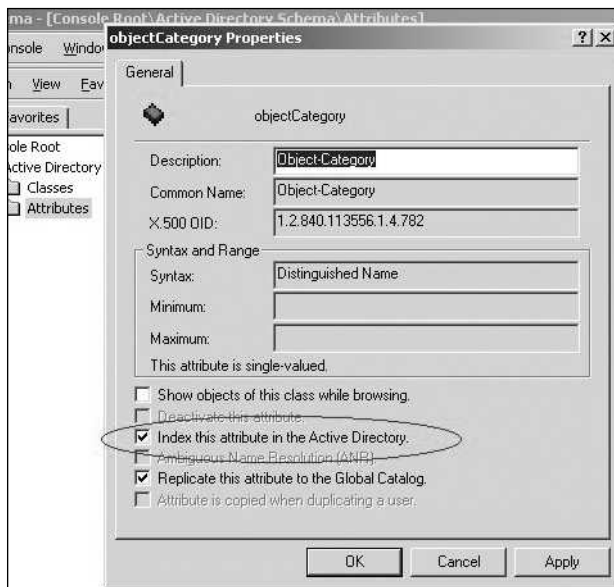 ma - [Console Root\Active Directory Schema\Attributes]
onsole Windo
View Fav
avorites
ole Root
Active Directory
Classes
Attributes
objectCategory Properties
General
objectCategory
Description: Object-Category
Common Name: Object-Category
X.500 OID: 1.2.840.113556.1.4.782
Syntax and Range
Syntax: Distinguished Name
Minimum:
Maximum:
This attribute is single-valued.
Show objects of this class while browsing.
Deactivate this attribute.
Index this attribute in the Active Directory.
Ambiguous Name Resolution (ANR).
Replicate this attribute to the Global Catalog.
Attribute is copied when duplicating a user.
OK Cancel Apply